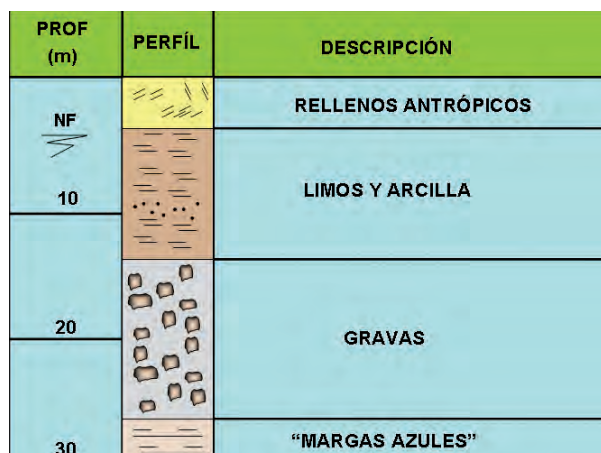 PROF
(m)
PERFÍL
DESCRIPCIÓN
RELLENOS ANTRÓPICOS
NF
LIMOS Y ARCILLA
10
GRAVAS
20
"MARGAS AZULES"
30